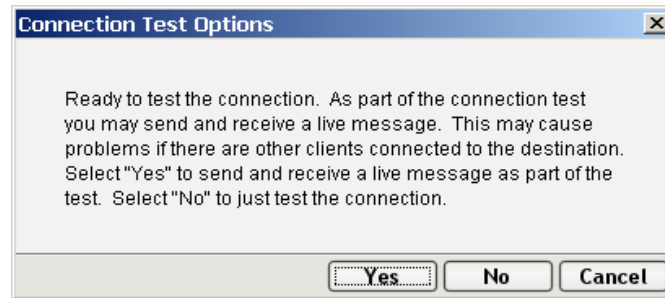 Connection Test Options
Ready to test the connection.  As part of the connection test
you may send and receive a live message.  This may cause
problems if there are other clients connected to the destination.
Select "Yes" to send and receive a live message as part of the
test.  Select "No" to just test the connection.
Yes No Cancel